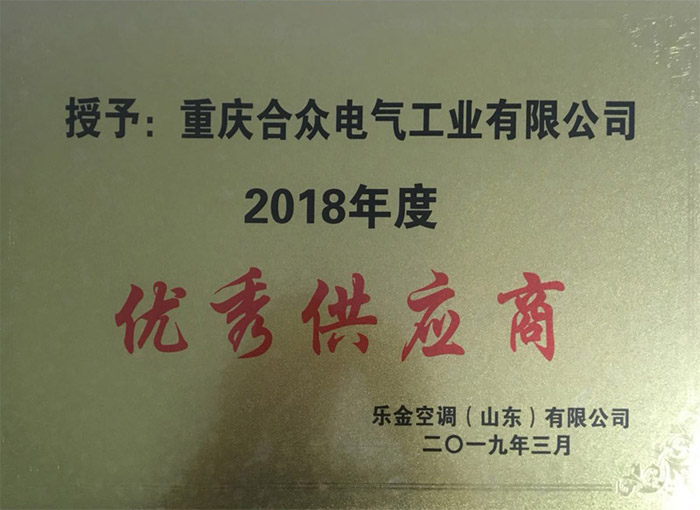 授予：重庆合众电气工业有限公司
2018年度
优秀供应商
乐金空调（山东）有限公司
二〇一九年三月